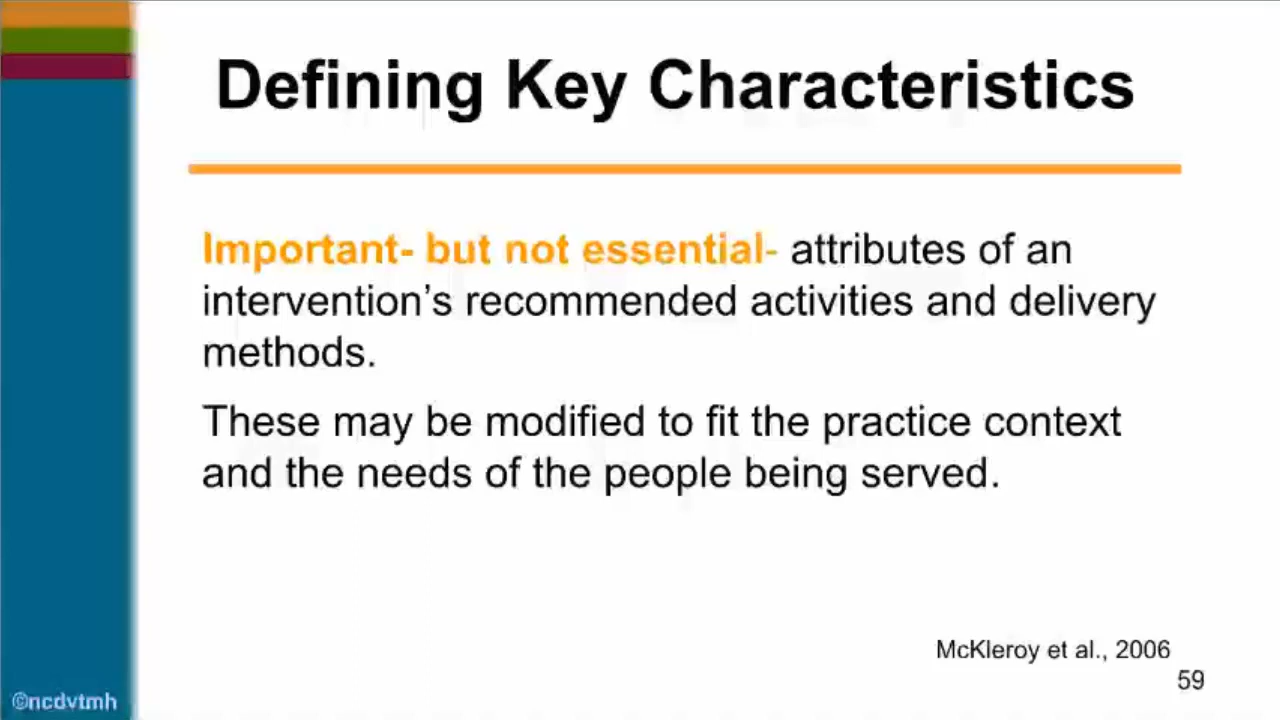 Defining Key Characteristics
Important- but not essential- attributes of an
intervention’s recommended activities and delivery
methods.
These may be modified to fit the practice context
and the needs of the people being served.
McKleroy et al., 2006
59
©ncdvtmh